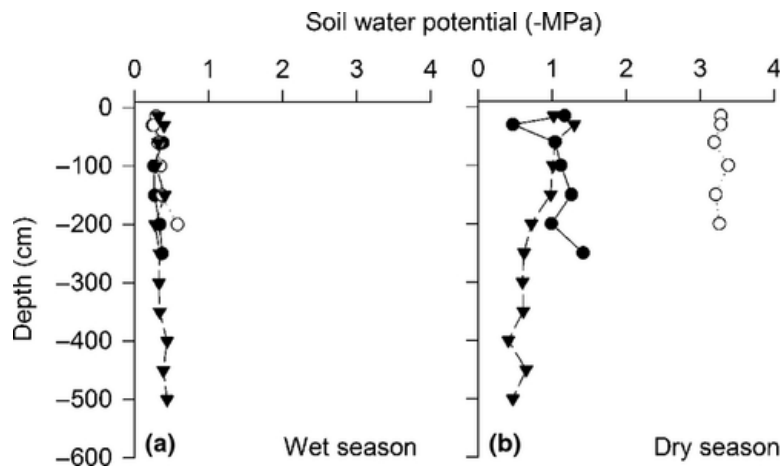 Soil water potential (-MPa)
0 1 2 3 4 0 1 2 3 4
0
–100
–200
–300
–400
–500
–600
Depth (cm)
(a) Wet season
(b) Dry season